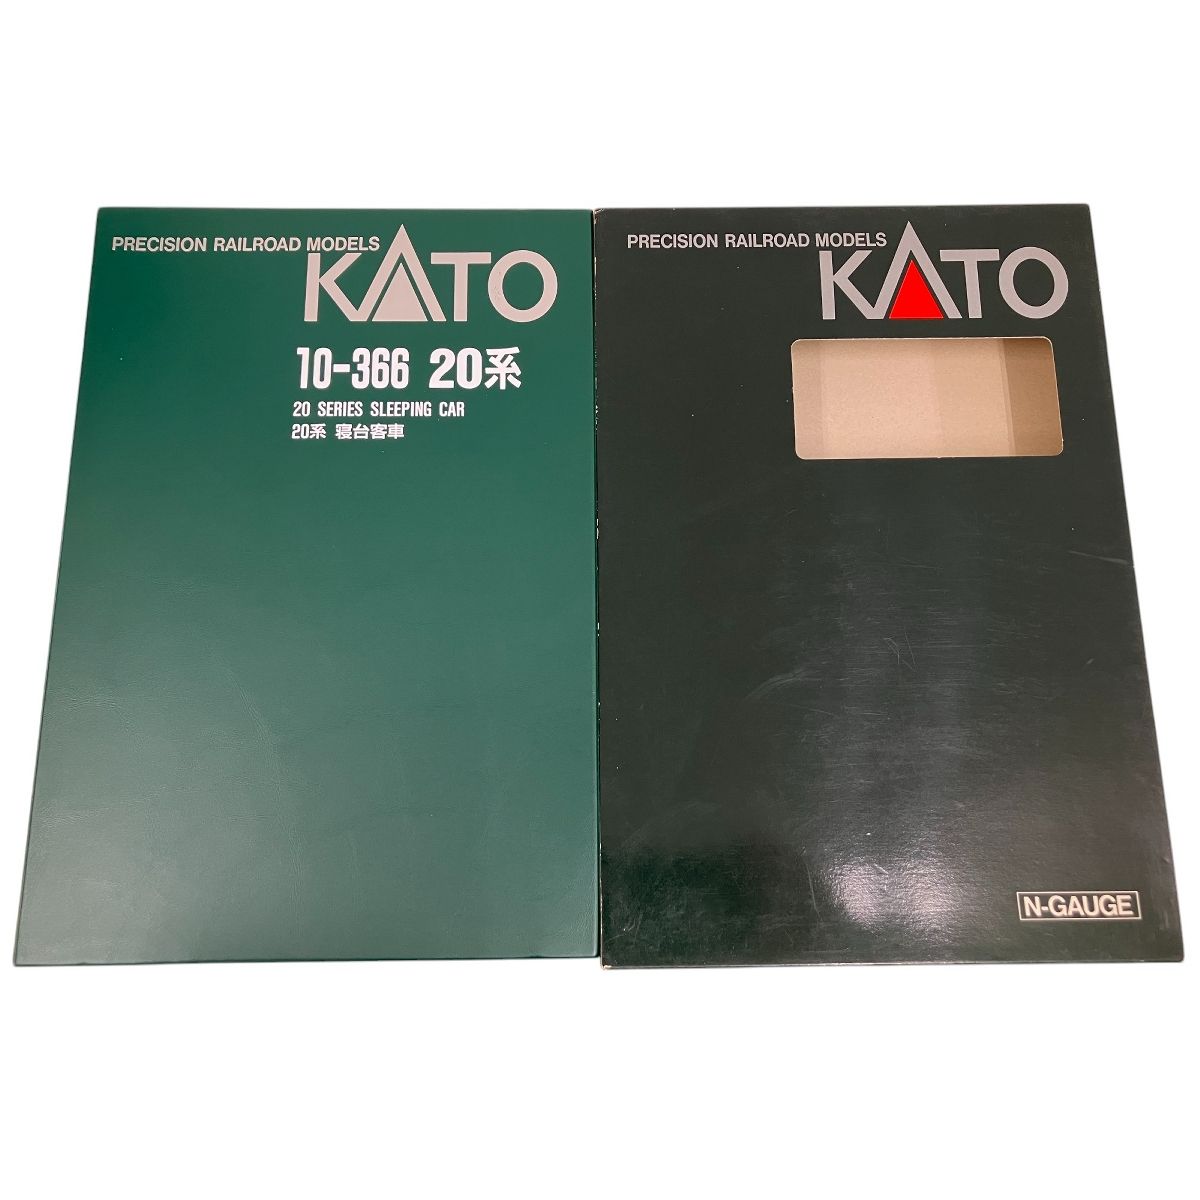 PRECISION RAILROAD MODELS
KATO
10-366 20系
20 SERIES SLEEPING CAR
20系 寝台客車
PRECISION RAILROAD MODELS
KATO
N-GAUGE